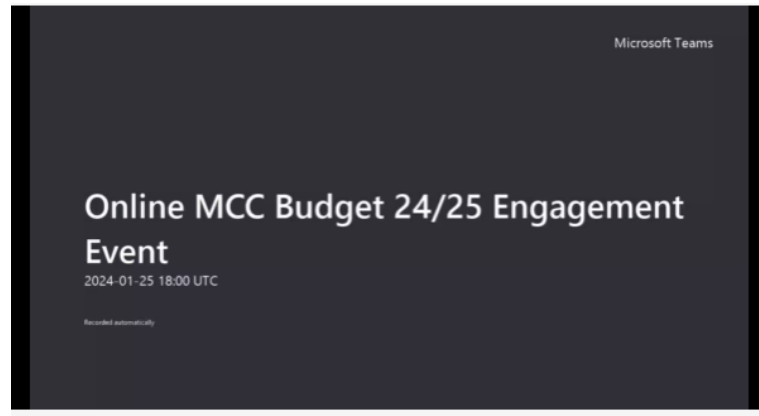 Microsoft Teams
Online MCC Budget 24/25 Engagement
Event
2024-01-25 18:00 UTC
Recorded automatically